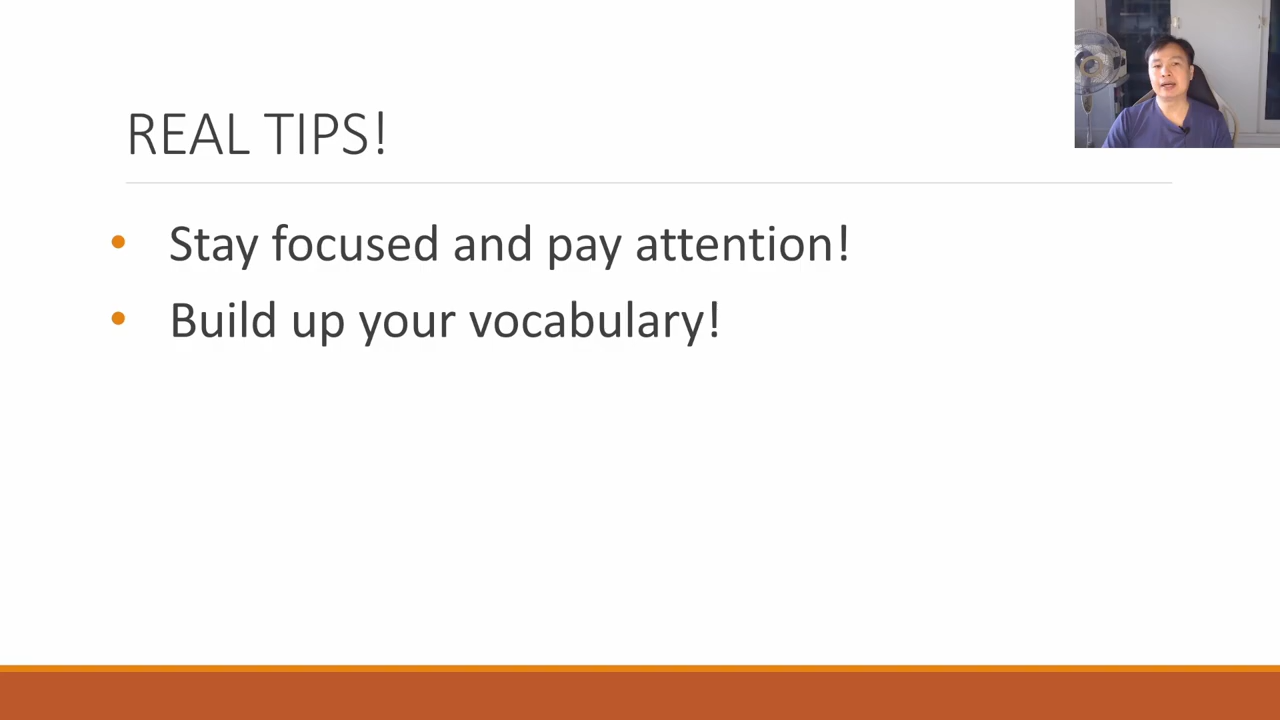 REAL TIPS!
• Stay focused and pay attention!
• Build up your vocabulary!